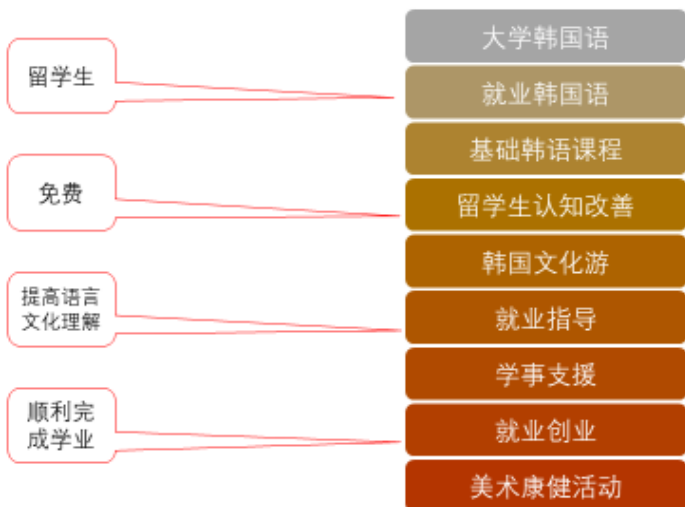 留学生
免费
提高语言
文化理解
顺利完
成学业
大学韩国语
就业韩国语
基础韩语课程
留学生认知改善
韩国文化游
就业指导
学事支援
就业创业
美术康健活动